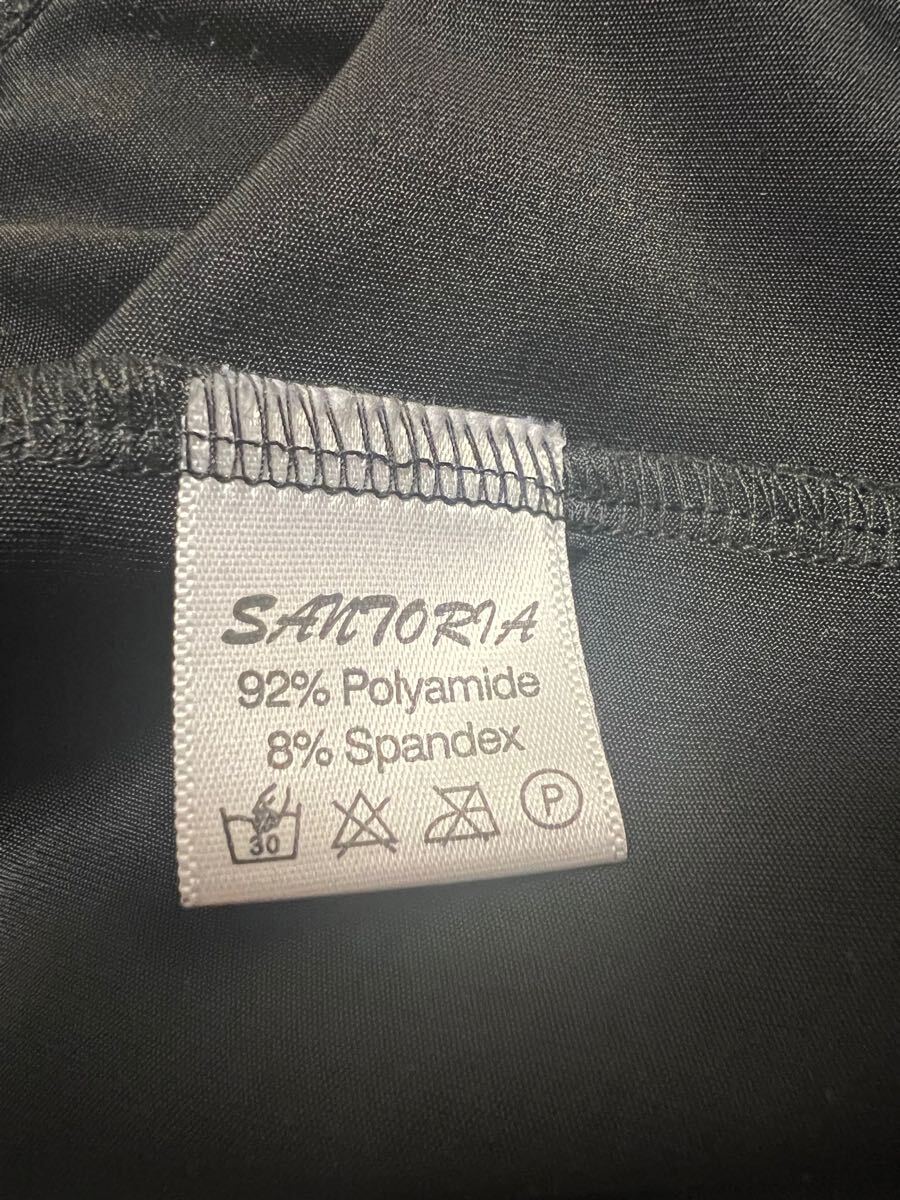 SANTORIA
92% Polyamide
8% Spandex
30 P